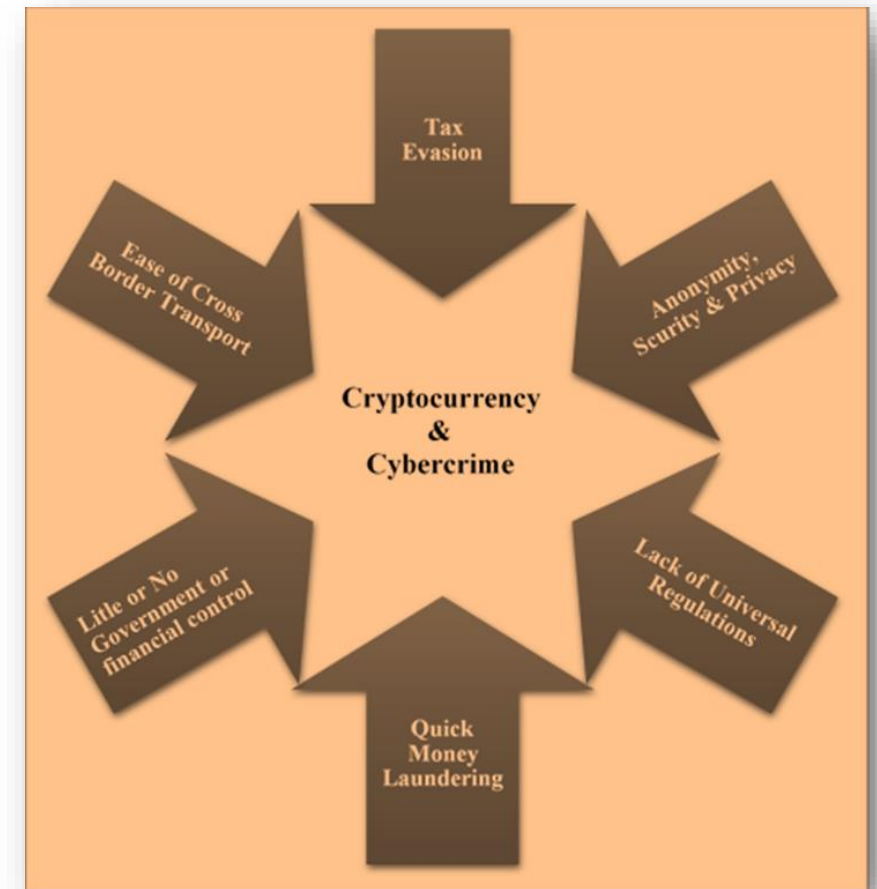 Tax
Evasion
Anonymity,
Scurity & Privacy
Lack of Universal
Regulations
Quick
Money
Laundering
Litle or No
Government or
financial control
Ease of Cross
Border Transport
Cryptocurrency
&
Cybercrime